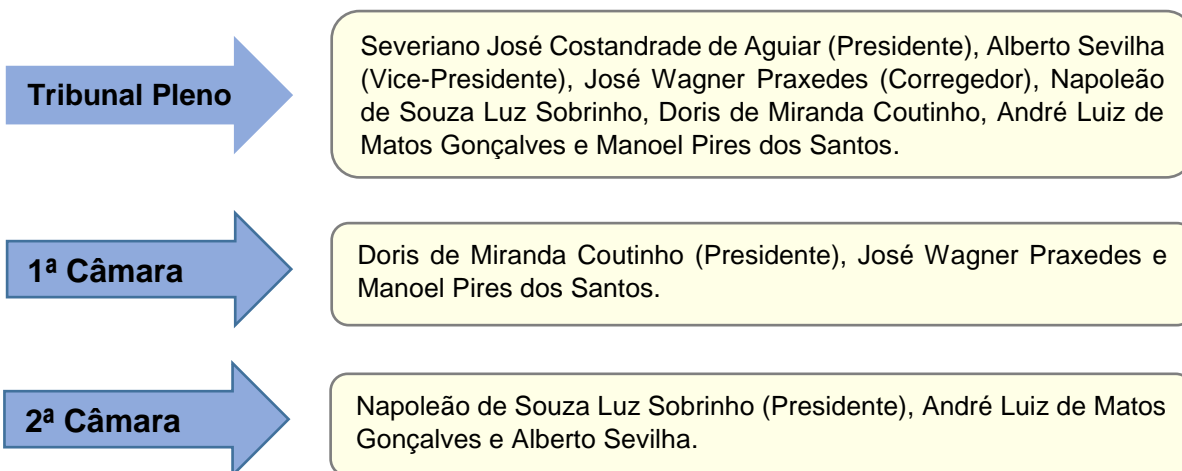 Tribunal Pleno
Severiano José Costandrade de Aguiar (Presidente), Alberto Sevilha
(Vice-Presidente), José Wagner Praxedes (Corregedor), Napoleão
de Souza Luz Sobrinho, Doris de Miranda Coutinho, André Luiz de
Matos Gonçalves e Manoel Pires dos Santos.
1ª Câmara
Doris de Miranda Coutinho (Presidente), José Wagner Praxedes e
Manoel Pires dos Santos.
2ª Câmara
Napoleão de Souza Luz Sobrinho (Presidente), André Luiz de Matos
Gonçalves e Alberto Sevilha.